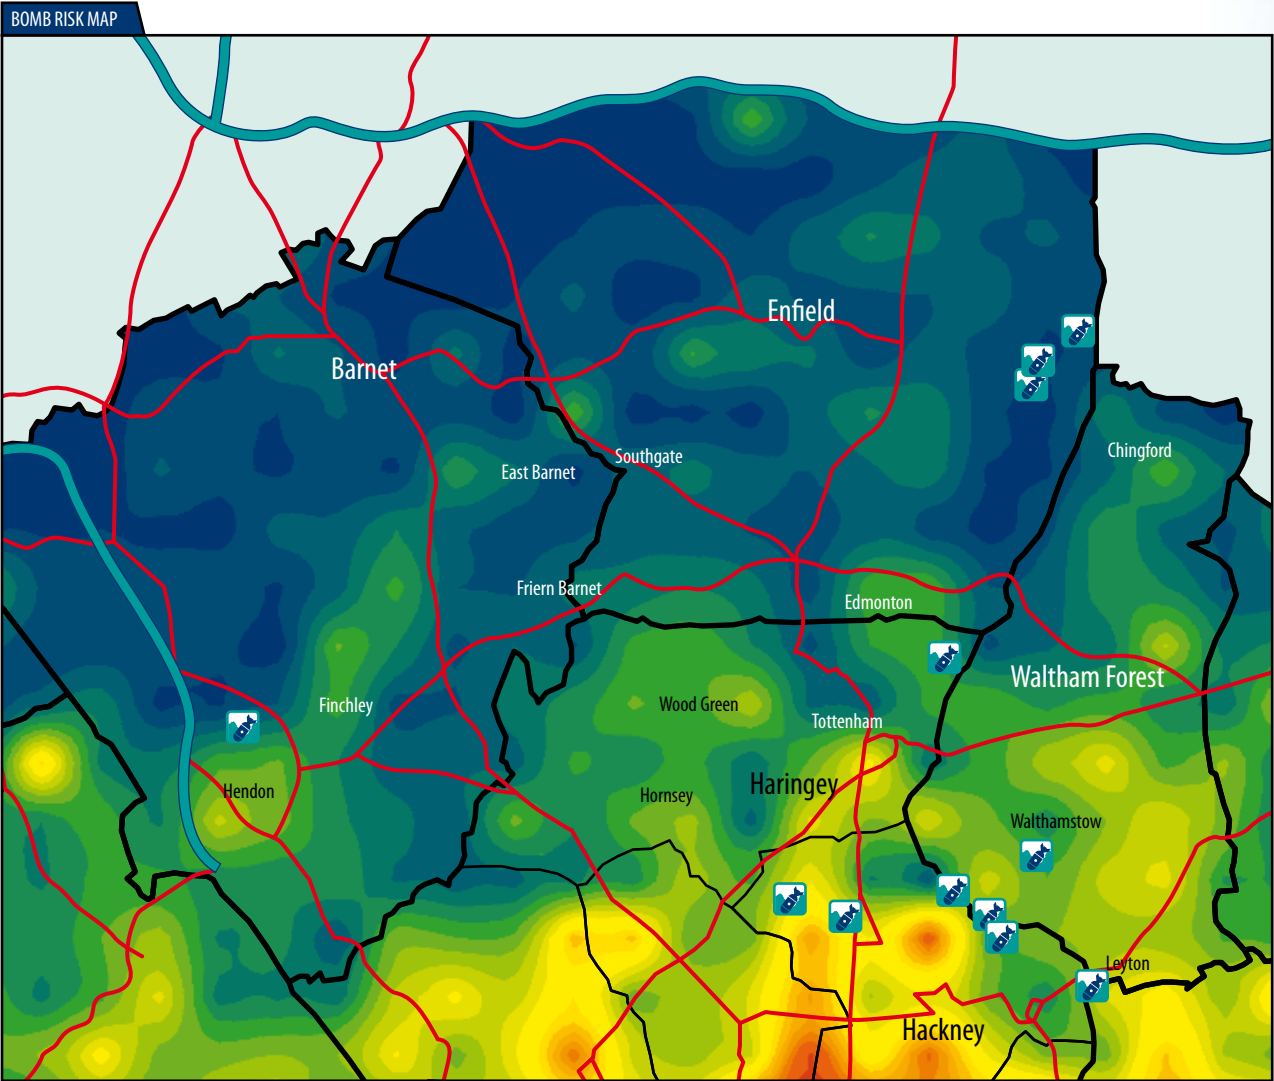 BOMB RISK MAP
Enfield
Barnet
Chingford
Southgate
East Barnet
Friern Barnet
Edmonton
Waltham Forest
Finchley
Wood Green
Tottenham
Hendon
Haringey
Hornsey
Walthamstow
Leyton
Hackney